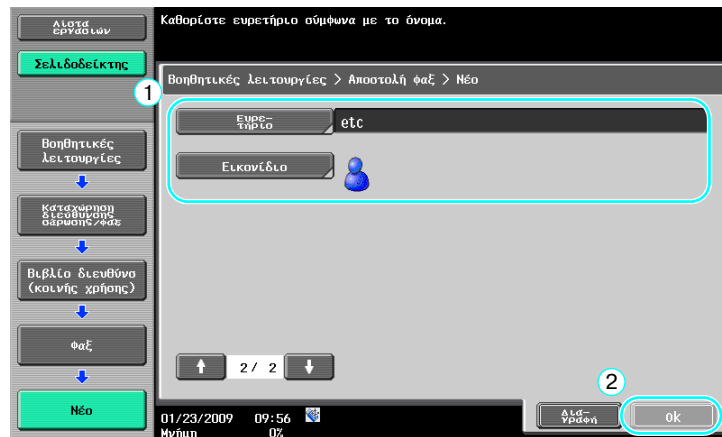 Λίστα
εργασιών
Καθορίστε ευρετήριο σύμφωνα με το όνομα.
Σελιδοδείκτης
Βοηθητικές λειτουργίες > Αποστολή φαξ > Νέο
1
Ευρε-
τήριο
etc
Εικονίδιο
Βοηθητικές
λειτουργίες
Καταχώρηση
διεύθυνσης
σάρωσης/φαξ
Βιβλίο διευθύνσ
(κοινής χρήσης)
Φαξ
Νέο
2/ 2
2
Δια-
γραφή
ok
01/23/2009 09:56
Μνήμη 0%